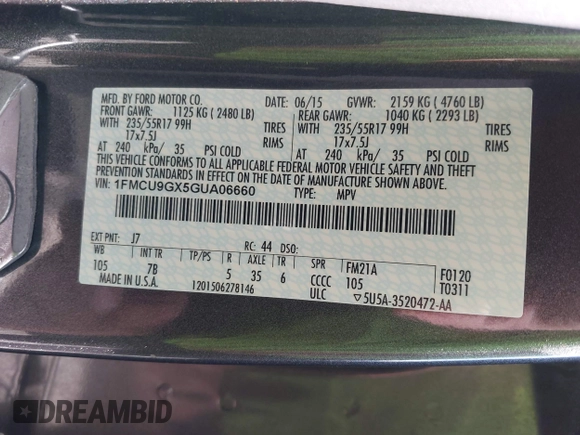 MFD. BY FORD MOTOR CO. DATE: 06/15 GVWR: 2159 KG ( 4760 LB)
FRONT GAWR: 1125 KG ( 2480 LB) REAR GAWR: 1040 KG ( 2293 LB)
WITH 235/55R17 99H TIRES WITH 235/55R17 99H TIRES
17x7.5J RIMS 17x7.5J RIMS
AT 240 kPa/ 35 PSI COLD AT 240 kPa/ 35 PSI COLD
THIS VEHICLE CONFORMS TO ALL APPLICABLE FEDERAL MOTOR VEHICLE SAFETY AND THEFT
PREVENTION STANDARDS IN EFFECT ON THE DATE OF MANUFACTURE SHOWN ABOVE.
VIN: 1FMCU9GX5GUA06660 TYPE: MPV
EXT PNT: J7 RC: 44 DSO:
WB INT TR TP/PS R AXLE TR SPR FM21A F0120
105 7B 5 35 6 CCCC 105 T0311
MADE IN U.S.A. 1201506278146 ULC ▽5U5A-3520472-AA
DREAMBID